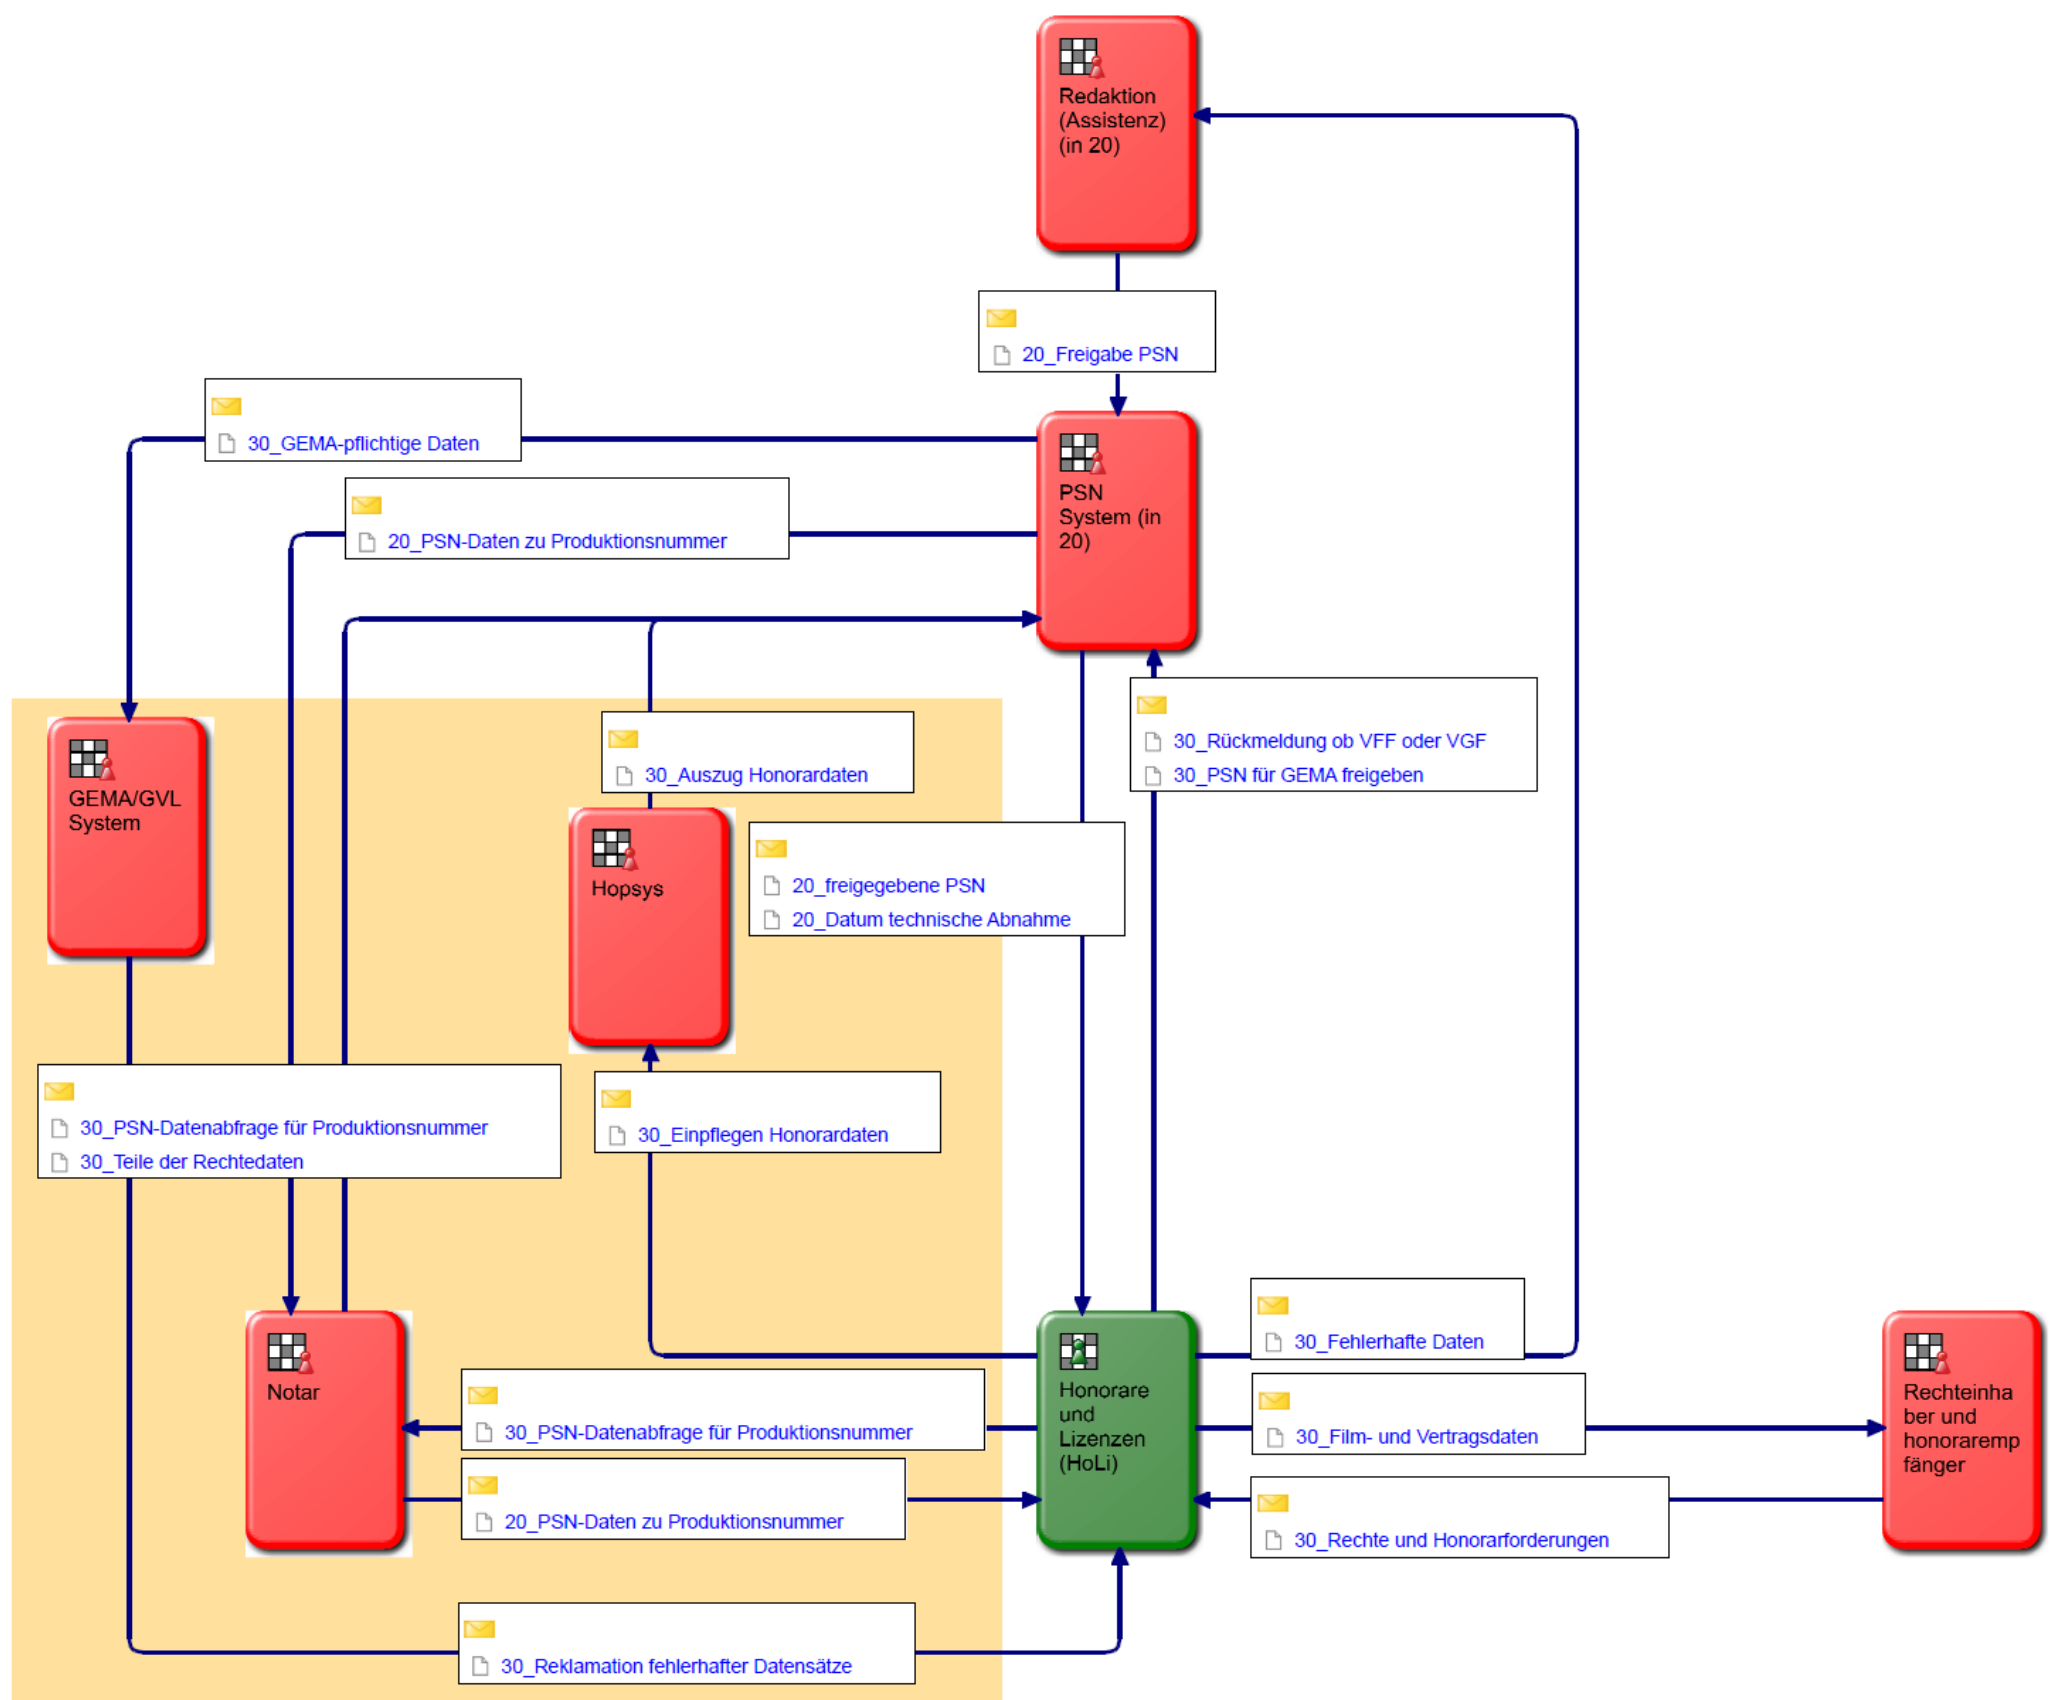 Redaktion
(Assistenz)
(in 20)
20_Freigabe PSN
30_GEMA-pflichtige Daten
20_PSN-Daten zu Produktionsnummer
PSN
System (in
20)
30_Rückmeldung ob VFF oder VGF
30_PSN für GEMA freigeben
GEMA/GVL
System
30_Auszug Honorardaten
Hopsys
20_freigegebene PSN
20_Datum technische Abnahme
30_PSN-Datenabfrage für Produktionsnummer
30_Teile der Rechtedaten
30_Einpflegen Honorardaten
Notar
30_PSN-Datenabfrage für Produktionsnummer
20_PSN-Daten zu Produktionsnummer
Honorare
und
Lizenzen
(HoLi)
30_Fehlerhafte Daten
30_Film- und Vertragsdaten
30_Rechte und Honorarforderungen
Rechteinha
ber und
honoraremp
fänger
30_Reklamation fehlerhafter Datensätze